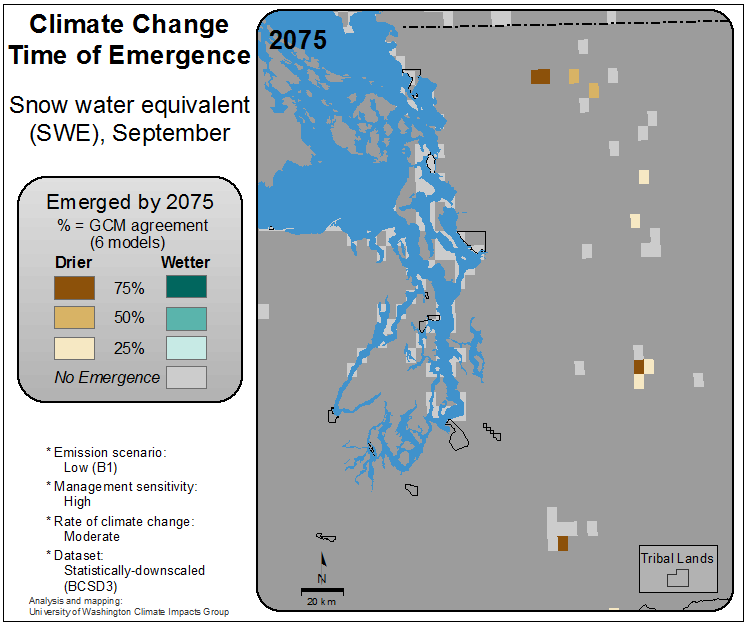 Climate Change
Time of Emergence
Snow water equivalent
(SWE), September
Emerged by 2075
% = GCM agreement
(6 models)
Drier Wetter
75%
50%
25%
No Emergence
* Emission scenario:
Low (B1)
* Management sensitivity:
High
* Rate of climate change:
Moderate
* Dataset:
Statistically-downscaled
(BCSD3)
Analysis and mapping:
University of Washington Climate Impacts Group
2075
N
20 km
Tribal Lands